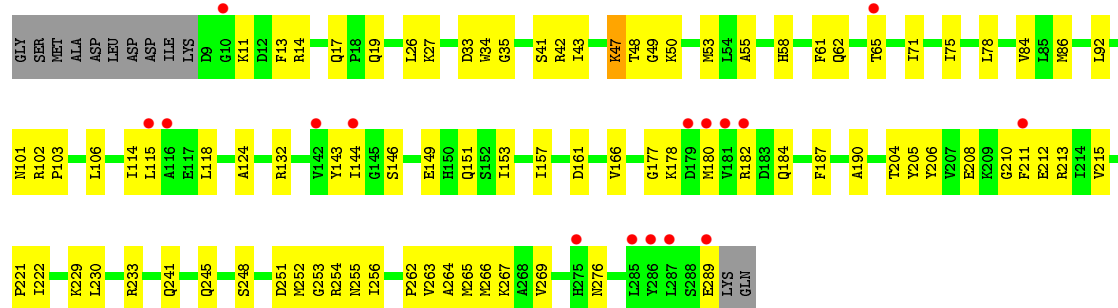 GLY SER MET ALA ASP LEU ASP ASP ILE LYS D9 G10 K11 D12 F13 R14 Q17 P18 Q19 L26 K27 D33 W34 G35 S41 R42 I43 K47 T48 G49 K50 M53 L54 A55 H58 F61 Q62 T65 I71 I75 L78 V84 L85 M86 L92
N101 R102 P103 L106 I114 L115 A116 E117 L118 A124 R132 V142 Y143 I144 G145 S146 E149 H150 Q151 S152 I153 I157 D161 V166 G177 K178 D179 M180 V181 R182 D183 Q184 F187 A190 T204 Y205 Y206 V207 E208 K209 G210 F211 E212 R213 I214 V215
P221 I222 K229 L230 R233 Q241 Q245 S248 D251 M252 G253 R254 N255 I256 P262 V263 A264 M265 M266 K267 A268 V269 H275 N276 L285 Y286 L287 S288 E289 LYS GLN